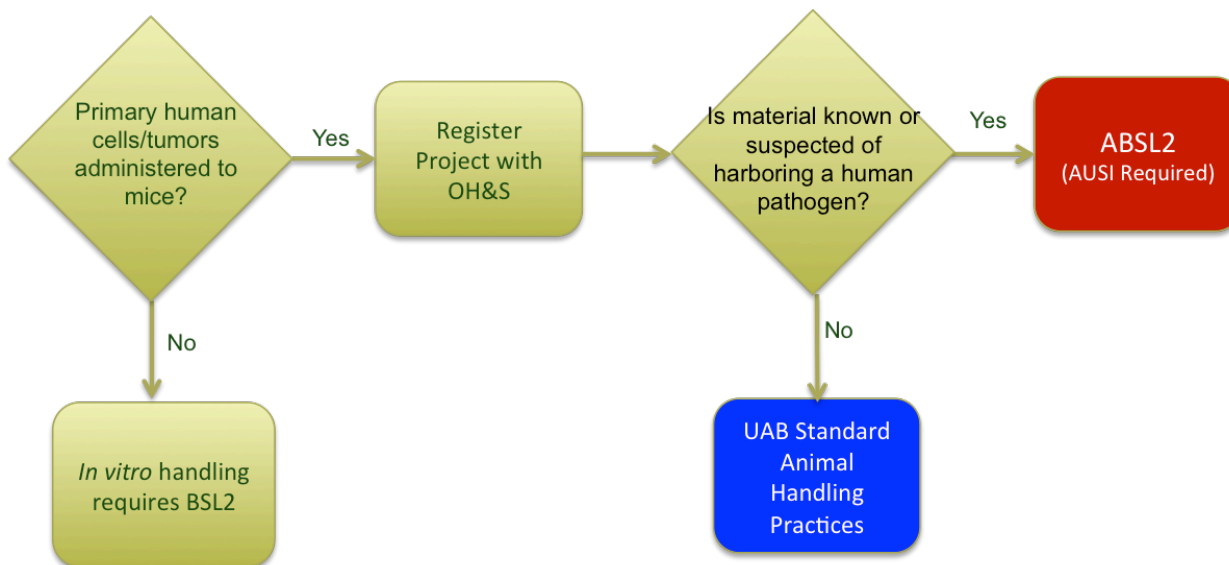 Primary human
cells/tumors
administered to
mice?
Yes
Register
Project with
OH&S
Is material known or
suspected of
harboring a human
pathogen?
Yes
ABSL2
(AUSI Required)
No
In vitro handling
requires BSL2
No
UAB Standard
Animal
Handling
Practices